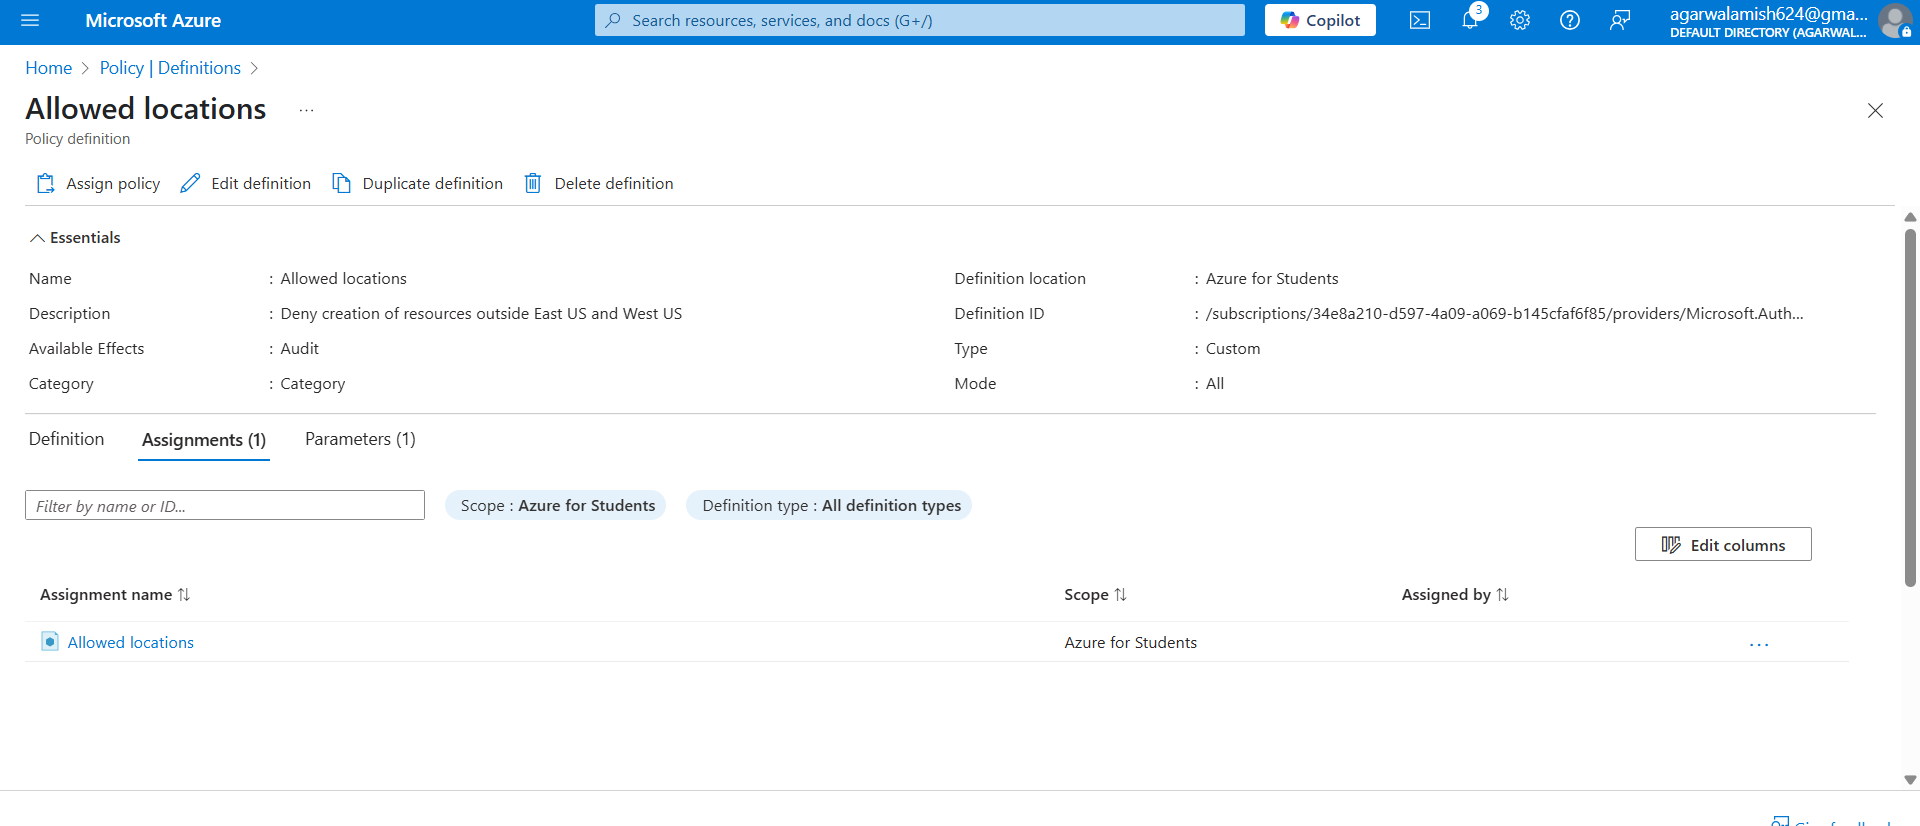 Microsoft Azure
Search resources, services, and docs (G+/)
Copilot
3
agarwalamish624@gma...
DEFAULT DIRECTORY (AGARWAL...
Home > Policy | Definitions >
Allowed locations ...
Policy definition
Assign policy Edit definition Duplicate definition Delete definition
Essentials
Name : Allowed locations
Definition location : Azure for Students
Description : Deny creation of resources outside East US and West US
Definition ID : /subscriptions/34e8a210-d597-4a09-a069-b145cfaf6f85/providers/Microsoft.Auth...
Available Effects : Audit
Type : Custom
Category : Category
Mode : All
Definition Assignments (1) Parameters (1)
Filter by name or ID...
Scope : Azure for Students
Definition type : All definition types
Edit columns
Assignment name Scope Assigned by
Allowed locations Azure for Students ...